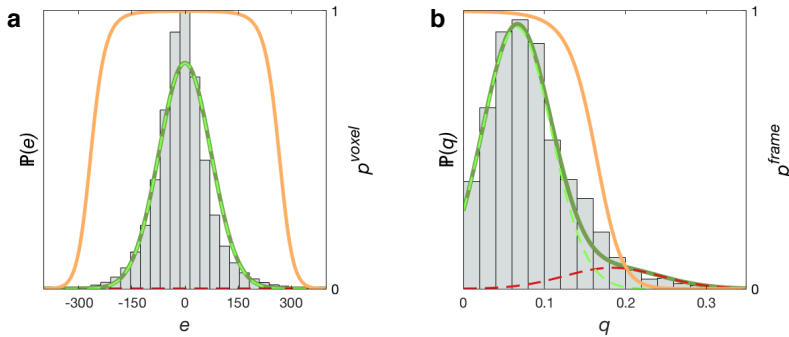 a
ℙ(e)
1
0
p^voxel
-300 -150 0 150 300
e
b
ℙ(q)
1
0
p^frame
0 0.1 0.2 0.3
q